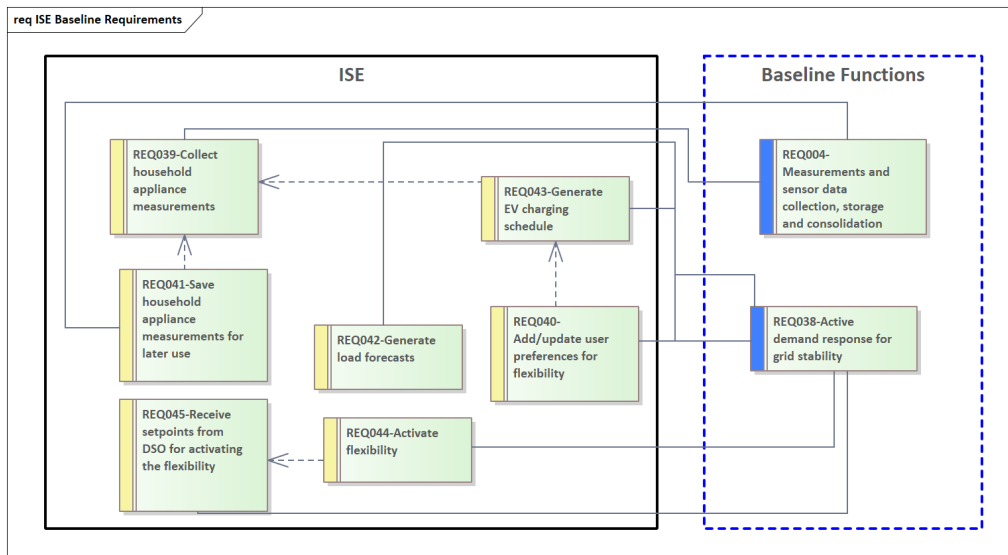 req ISE Baseline Requirements
ISE
Baseline Functions
REQ039-Collect
household
appliance
measurements
REQ043-Generate
EV charging
schedule
REQ004-
Measurements and
sensor data
collection, storage
and consolidation
REQ041-Save
household
appliance
measurements for
later use
REQ042-Generate
load forecasts
REQ040-
Add/update user
preferences for
flexibility
REQ038-Active
demand response for
grid stability
REQ045-Receive
setpoints from
DSO for activating
the flexibility
REQ044-Activate
flexibility